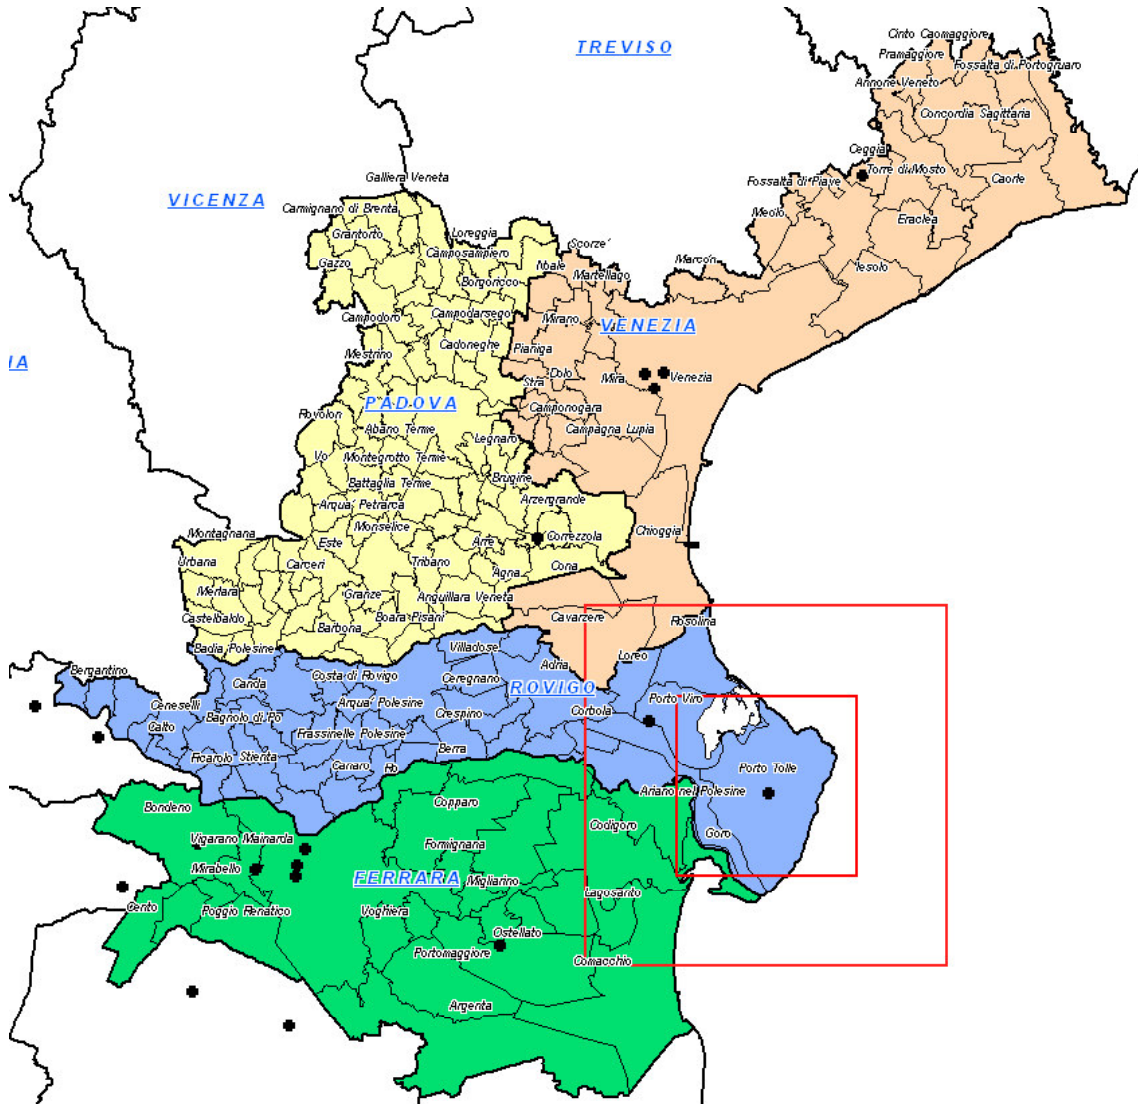 Cinto Caomaggiore
TREVISO
Pramaggiore
Fossalta di Portogruaro
Annone Veneto
Concordia Sagittaria
Ceggia
Torre di Mosto
Galliera Veneta
Fossalta di Piave
Caorle
VICENZA
Carmignano di Brenta
Meolo
Eraclea
Grantorto
Loreggia
Scorze'
Camposampiero
Gazzo
Noale
Marcon
Iesolo
Martellago
Borgoricco
Campodoro
Campodarsego
Mirano
VENEZIA
Cadoneghe
Pianiga
Mestrino
IA
Dolo
Mira
Venezia
Stra
PADOVA
Rovolon
Camponogara
Abano Terme
Campagna Lupia
Legnaro
Vo
Montegrotto Terme
Battaglia Terme
Brugine
Arzergrande
Arqua' Petrarca
Monselice
Chioggia
Montagnana
Este
Arre
Correzzola
Urbana
Carceri
Tribano
Agna
Cona
Merlara
Granze
Anguillara Veneta
Castelbaldo
Barbona
Boara Pisani
Cavarzere
Rosolina
Badia Polesine
Villadose
Adria
Loreo
Bergantino
Canda
Costa di Rovigo
Ceregnano
ROVIGO
Porto Viro
Ceneselli
Arqua' Polesine
Bagnolo di Po
Crespino
Corbola
Calto
Frassinelle Polesine
Ficarolo
Stienta
Berra
Canaro
Ro
Porto Tolle
Ariano nel Polesine
Bondeno
Copparo
Codigoro
Goro
Vigarano Mainarda
Formignana
Mirabello
FERRARA
Migliarino
Lagosanto
Cento
Poggio Renatico
Voghiera
Ostellato
Portomaggiore
Comacchio
Argenta